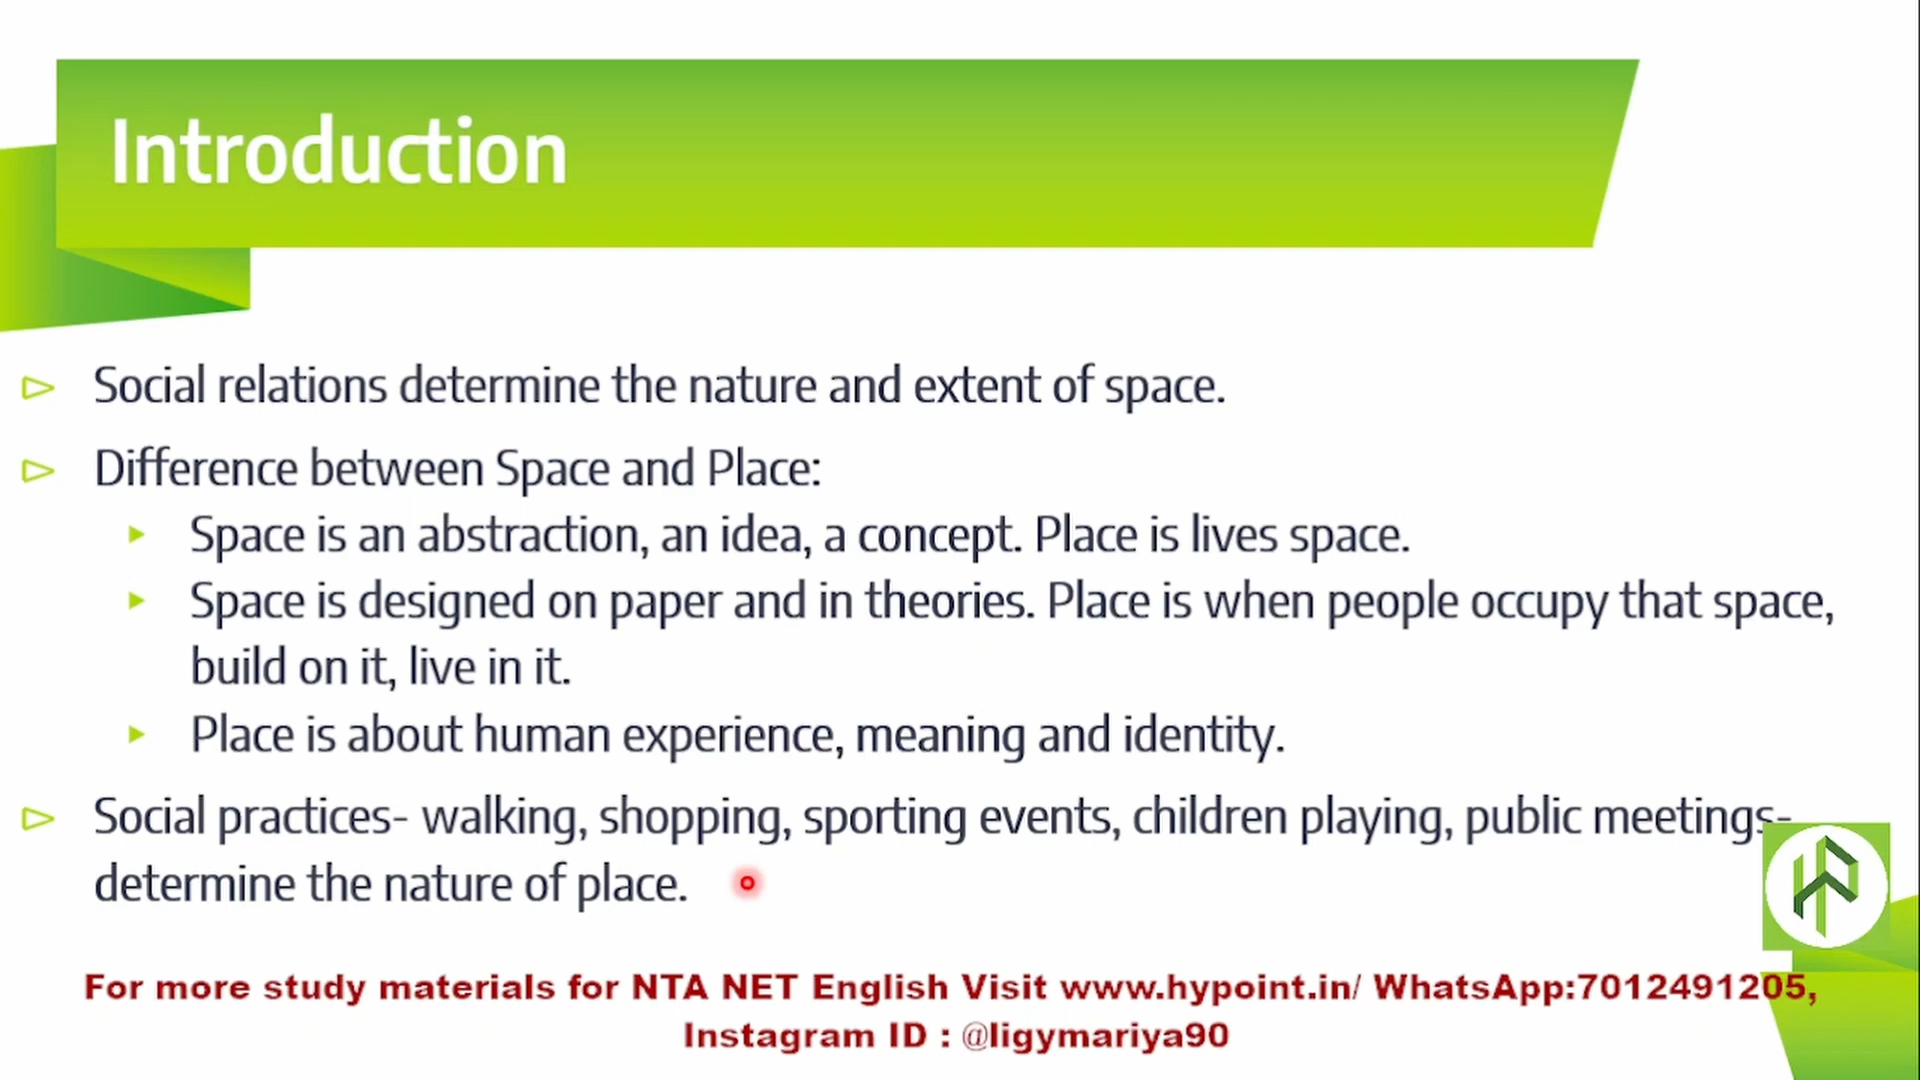 Introduction
Social relations determine the nature and extent of space.
Difference between Space and Place:
Space is an abstraction, an idea, a concept. Place is lives space.
Space is designed on paper and in theories. Place is when people occupy that space,
build on it, live in it.
Place is about human experience, meaning and identity.
Social practices- walking, shopping, sporting events, children playing, public meetings-
determine the nature of place.
For more study materials for NTA NET English Visit www.hypoint.in/ WhatsApp:7012491205,
Instagram ID : @ligymariya90